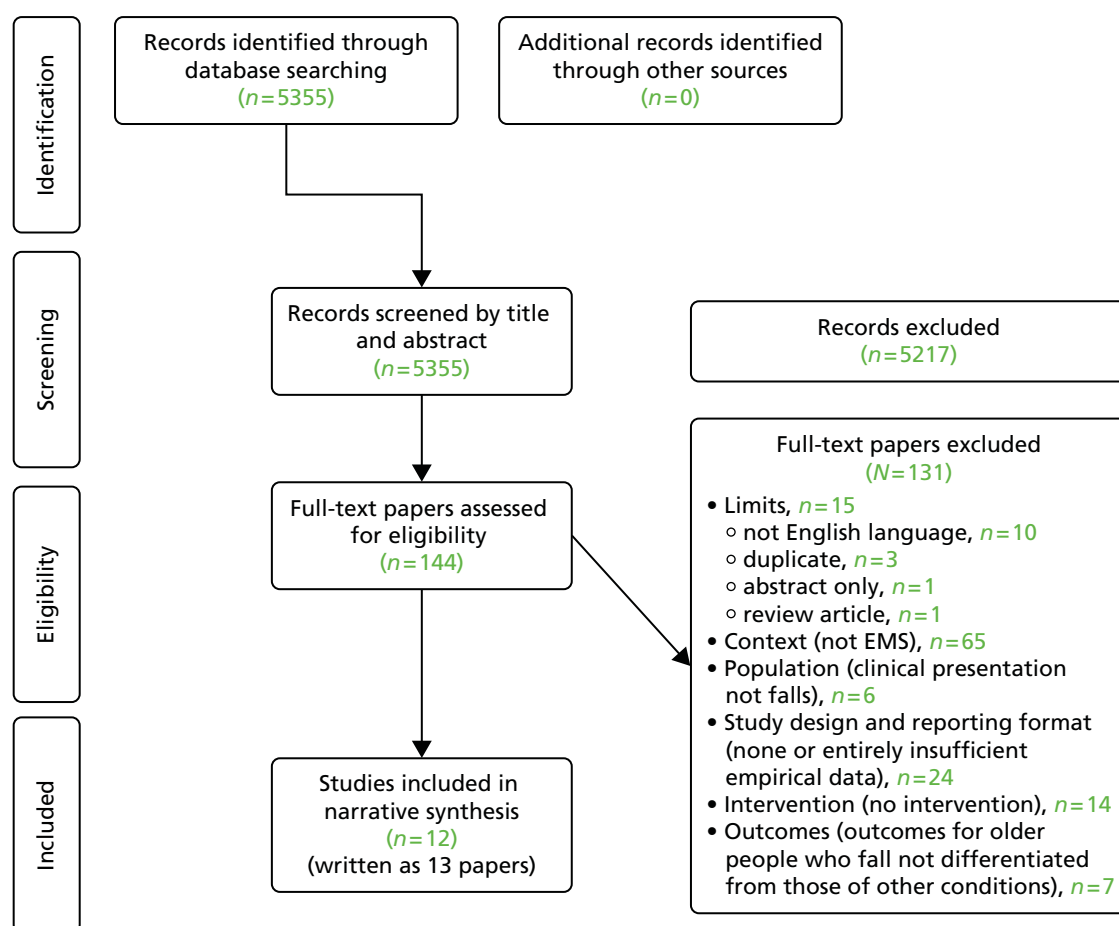 Identification
Records identified through
database searching
(n=5355)
Additional records identified
through other sources
(n=0)
Screening
Records screened by title
and abstract
(n=5355)
Records excluded
(n=5217)
Eligibility
Full-text papers assessed
for eligibility
(n=144)
Full-text papers excluded
(N=131)
• Limits, n=15
○ not English language, n=10
○ duplicate, n=3
○ abstract only, n=1
○ review article, n=1
• Context (not EMS), n=65
• Population (clinical presentation
not falls), n=6
• Study design and reporting format
(none or entirely insufficient
empirical data), n=24
• Intervention (no intervention), n=14
• Outcomes (outcomes for older
people who fall not differentiated
from those of other conditions), n=7
Included
Studies included in
narrative synthesis
(n=12)
(written as 13 papers)